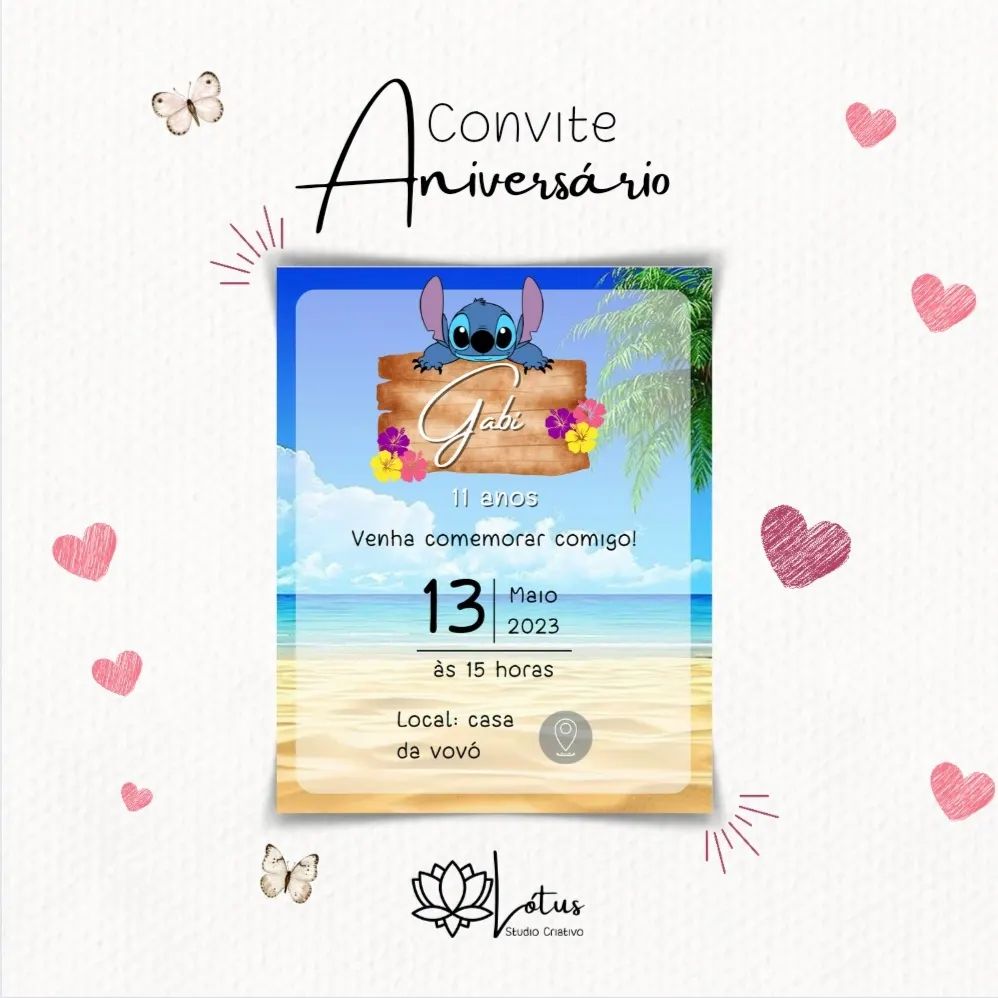 Convite
Aniversário
Gabi
11 anos
Venha comemorar comigo!
13
Maio
2023
às 15 horas
Local: casa
da vovó
Lótus
Studio Criativo